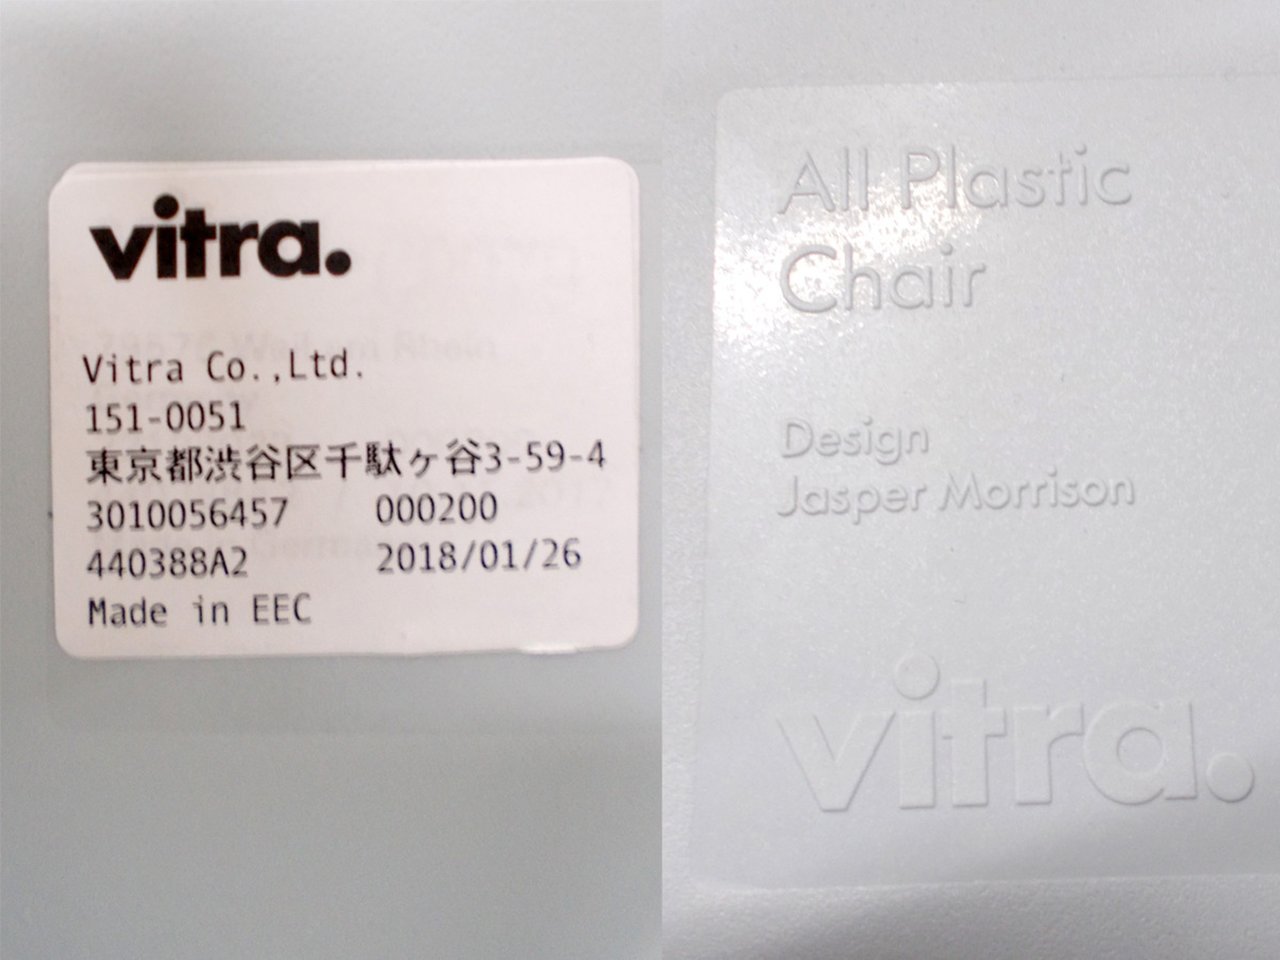 vitra.
Vitra Co.,Ltd.
151-0051
東京都渋谷区千駄ヶ谷3-59-4
3010056457 000200
440388A2 2018/01/26
Made in EEC
All Plastic
Chair
Design
Jasper Morrison
vitra.